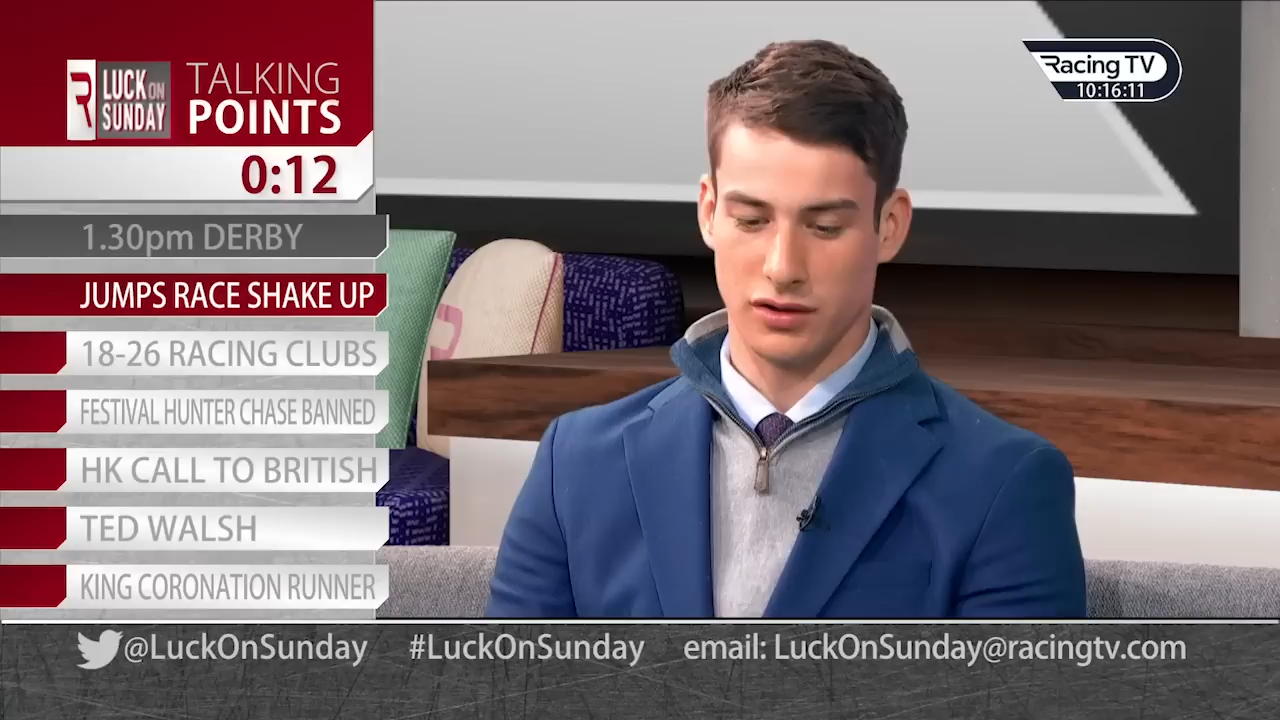 LUCK ON
SUNDAY
TALKING
POINTS
0:12
1.30pm DERBY
JUMPS RACE SHAKE UP
18-26 RACING CLUBS
FESTIVAL HUNTER CHASE BANNED
HK CALL TO BRITISH
TED WALSH
KING CORONATION RUNNER
Racing TV
10:16:11
@LuckOnSunday #LuckOnSunday email: LuckOnSunday@racingtv.com